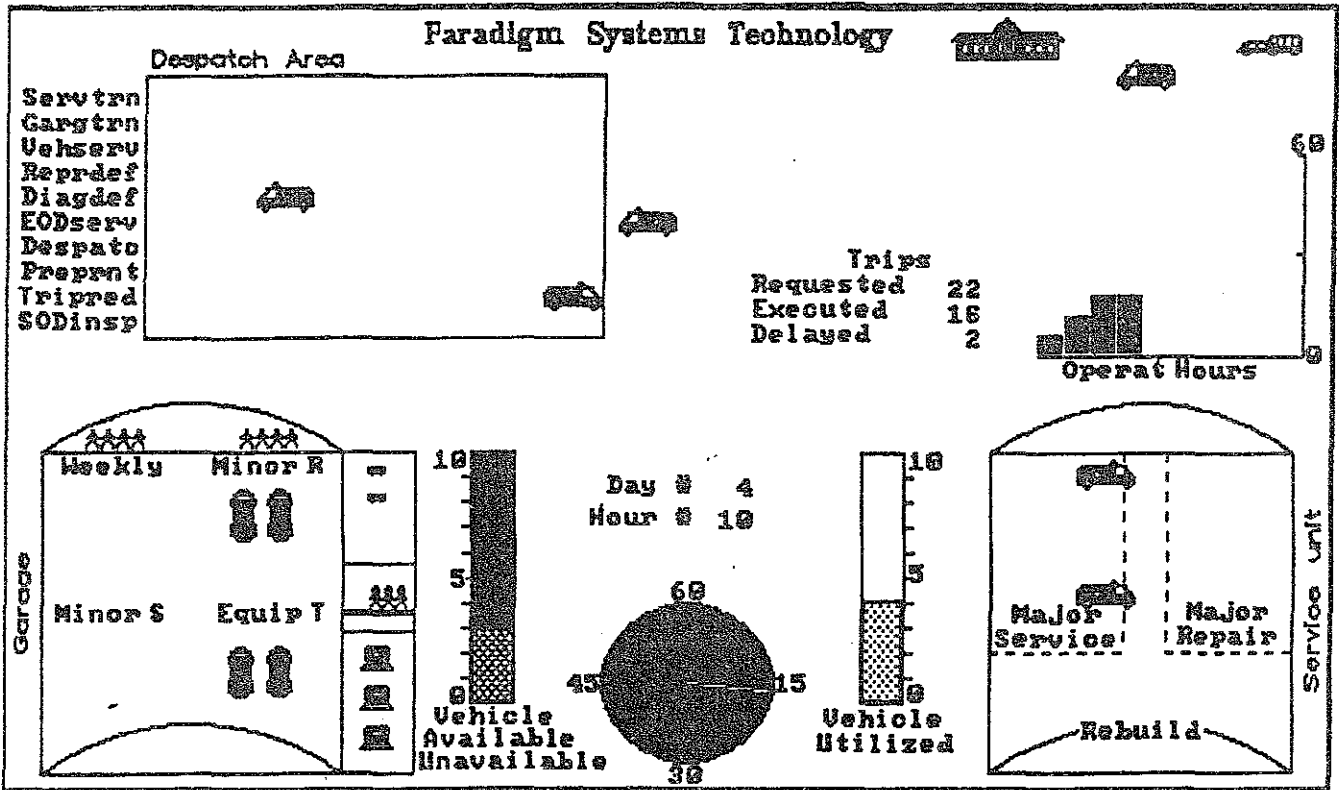 Paradigm Systems Technology
Despatch Area
Servtrn
Gargtrn
Vehserv
Reprdef
Diagdef
EODserv
Despatc
Preprnt
Tripred
SODinsp
Trips
Requested 22
Executed 16
Delayed 2
60
0
Operat Hours
Garage
Weekly Minor R
Minor S Equip T
10
5
0
Vehicle
Available
Unavailable
Day # 4
Hour # 10
60
45 15
30
10
5
0
Vehicle
Utilized
Major
Service
Major
Repair
Rebuild
Service unit